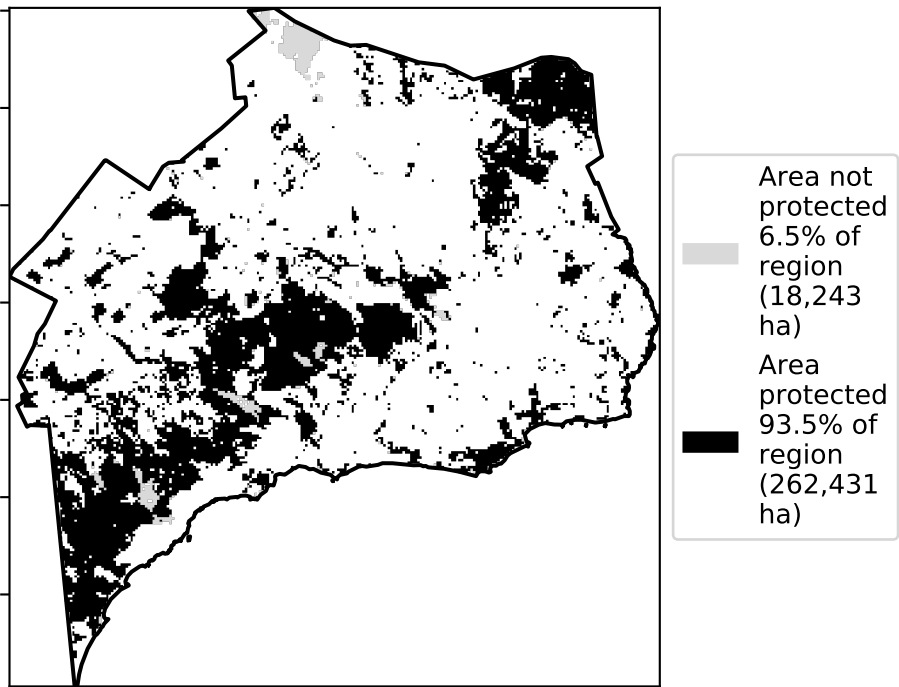 Area not
protected
6.5% of
region
(18,243
ha)
Area
protected
93.5% of
region
(262,431
ha)